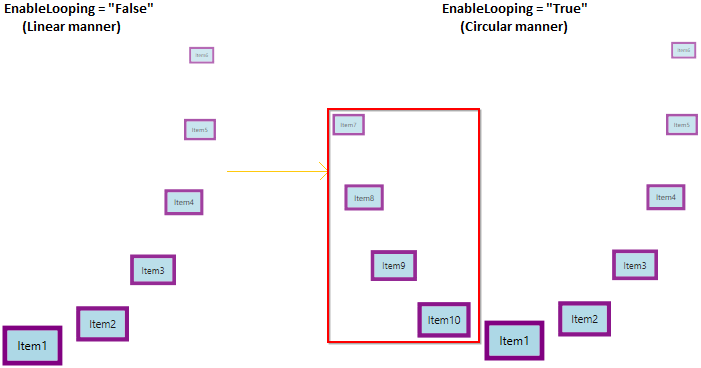 EnableLooping = "False"
(Linear manner)
Item6
Item5
Item4
Item3
Item2
Item1
EnableLooping = "True"
(Circular manner)
Item7
Item8
Item9
Item10
Item6
Item5
Item4
Item3
Item2
Item1